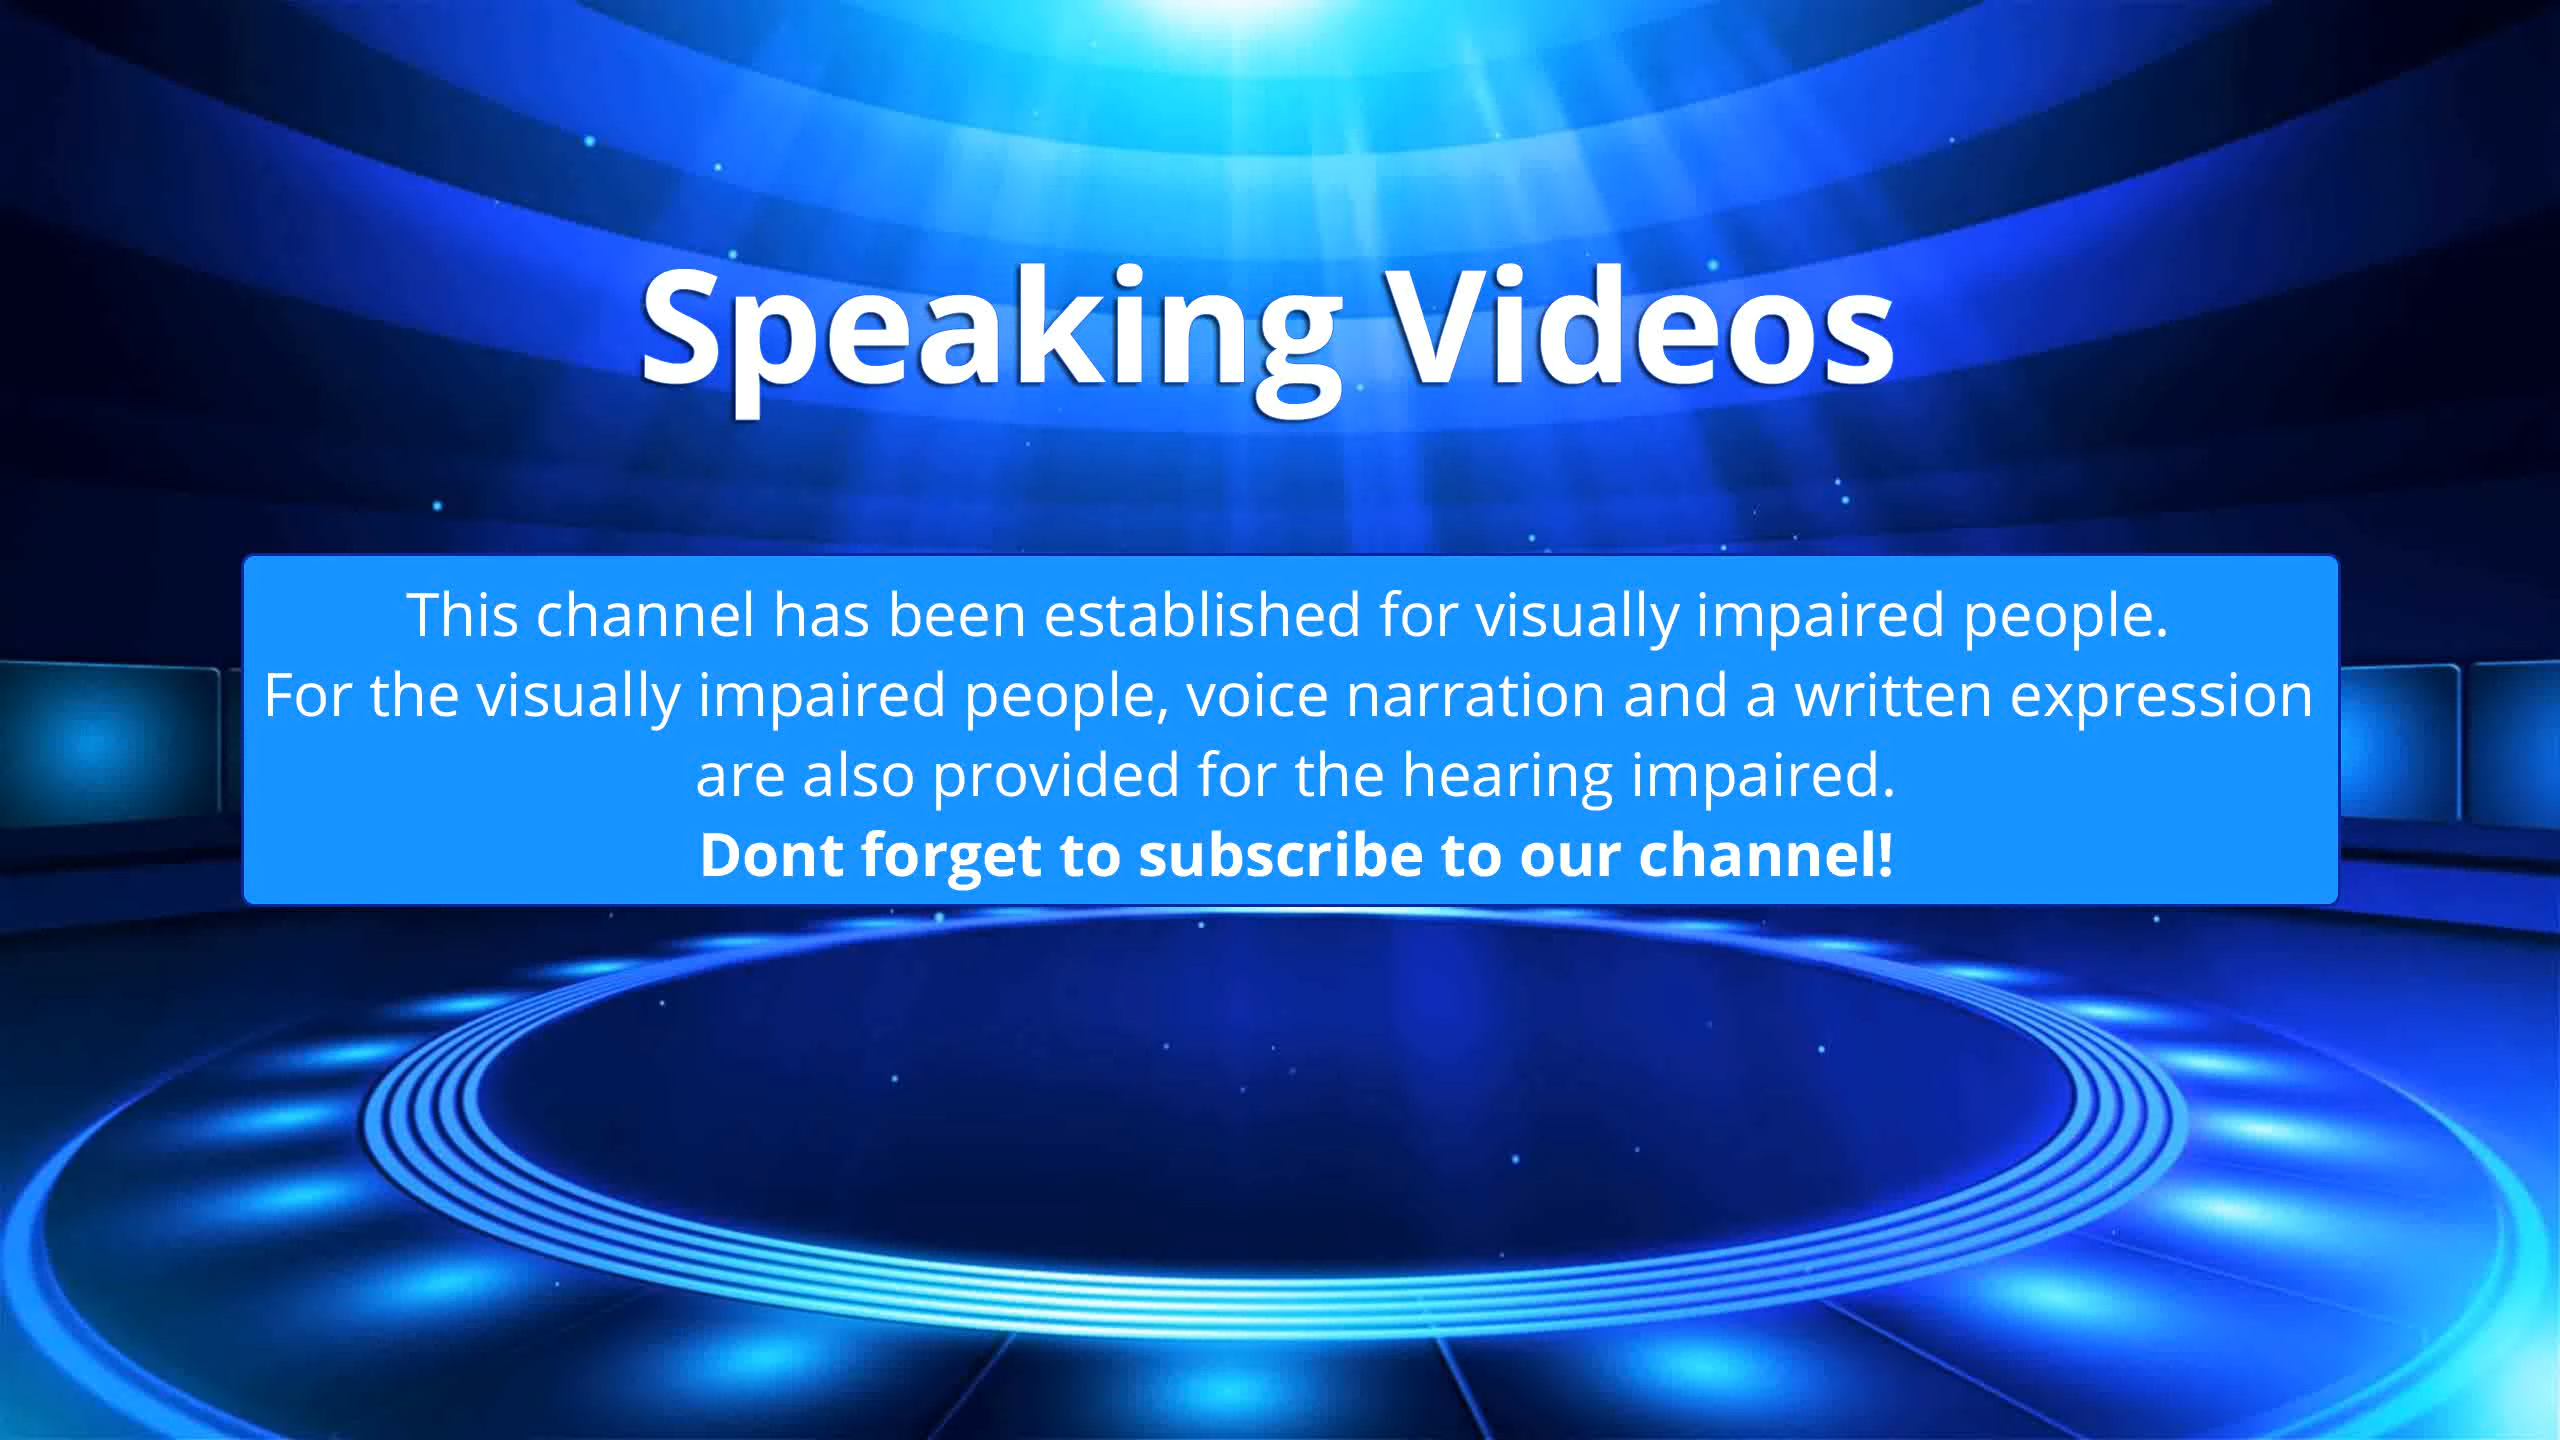 Speaking Videos
This channel has been established for visually impaired people.
For the visually impaired people, voice narration and a written expression
are also provided for the hearing impaired.
Dont forget to subscribe to our channel!